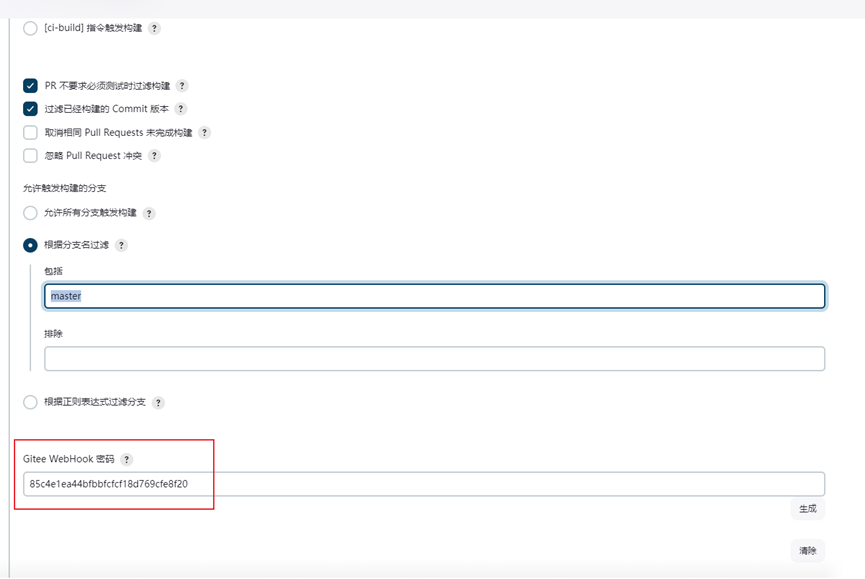 [ci-build] 指令触发构建 ?
PR 不要求必须测试时过滤构建 ?
过滤已经构建的 Commit 版本 ?
取消相同 Pull Requests 未完成构建 ?
忽略 Pull Request 冲突 ?
允许触发构建的分支
允许所有分支触发构建 ?
根据分支名过滤 ?
包括
master
排除
根据正则表达式过滤分支 ?
Gitee WebHook 密码 ?
85c4e1ea44bfbbfcfcf18d769cfe8f20
生成
清除